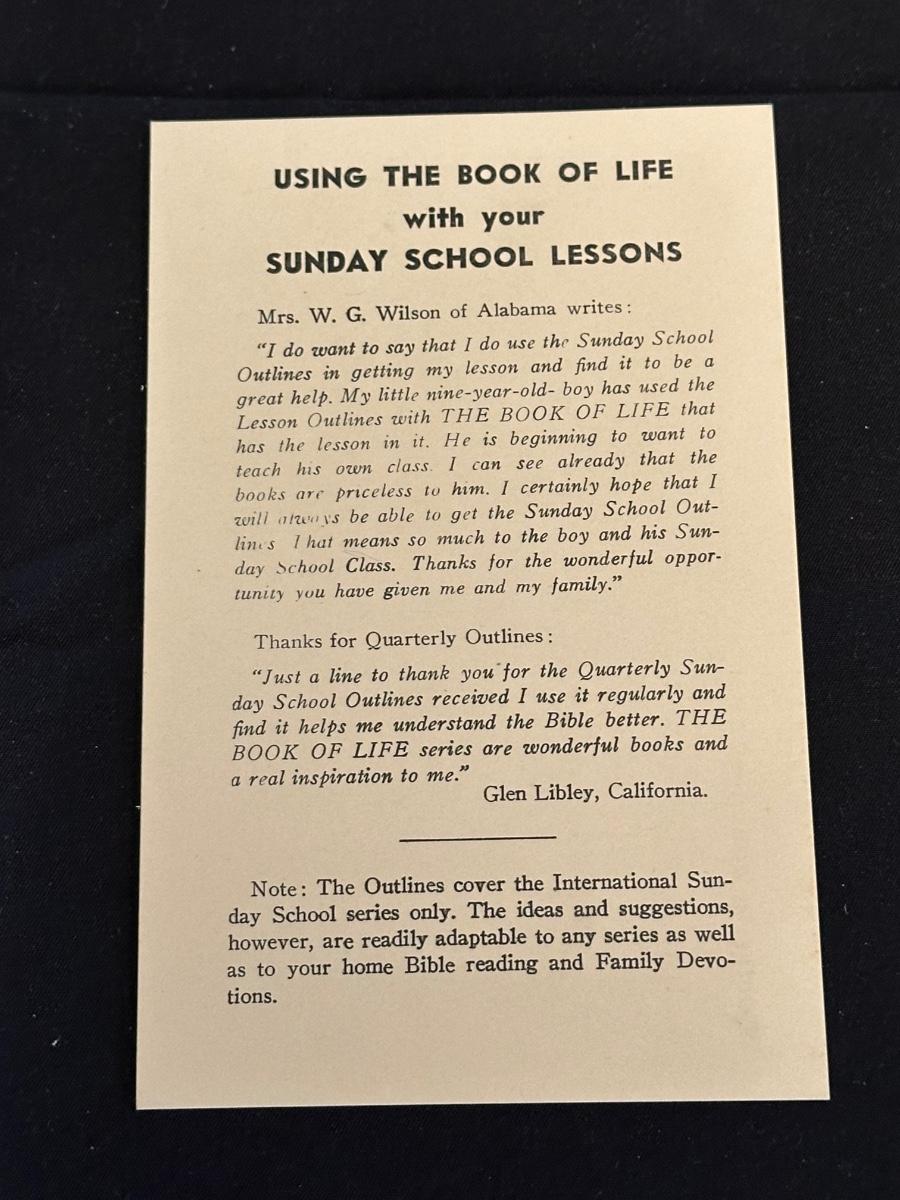 USING THE BOOK OF LIFE
with your
SUNDAY SCHOOL LESSONS
Mrs. W. G. Wilson of Alabama writes:
"I do want to say that I do use the Sunday School
Outlines in getting my lesson and find it to be a
great help. My little nine-year-old- boy has used the
Lesson Outlines with THE BOOK OF LIFE that
has the lesson in it. He is beginning to want to
teach his own class. I can see already that the
books are priceless to him. I certainly hope that I
will always be able to get the Sunday School Out-
lines That means so much to the boy and his Sun-
day School Class. Thanks for the wonderful oppor-
tunity you have given me and my family."
Thanks for Quarterly Outlines:
"Just a line to thank you for the Quarterly Sun-
day School Outlines received I use it regularly and
find it helps me understand the Bible better. THE
BOOK OF LIFE series are wonderful books and
a real inspiration to me."
Glen Libley, California.
Note: The Outlines cover the International Sun-
day School series only. The ideas and suggestions,
however, are readily adaptable to any series as well
as to your home Bible reading and Family Devo-
tions.